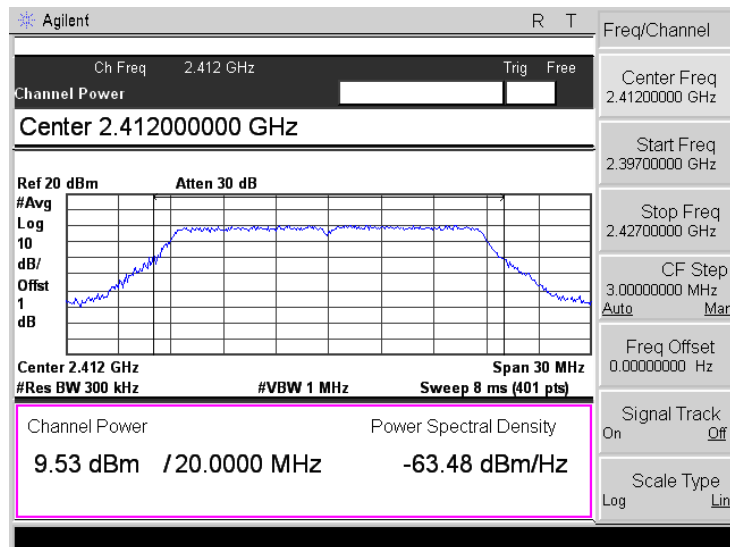 Agilent R T
Ch Freq 2.412 GHz Trig Free
Channel Power
Center 2.412000000 GHz
Ref 20 dBm Atten 30 dB
#Avg
Log
10
dB/
Offst
1
dB
Center 2.412 GHz Span 30 MHz
#Res BW 300 kHz #VBW 1 MHz Sweep 8 ms (401 pts)
Channel Power Power Spectral Density
9.53 dBm / 20.0000 MHz -63.48 dBm/Hz
Freq/Channel
Center Freq
2.41200000 GHz
Start Freq
2.39700000 GHz
Stop Freq
2.42700000 GHz
CF Step
3.00000000 MHz
Auto Man
Freq Offset
0.00000000 Hz
Signal Track
On Off
Scale Type
Log Lin